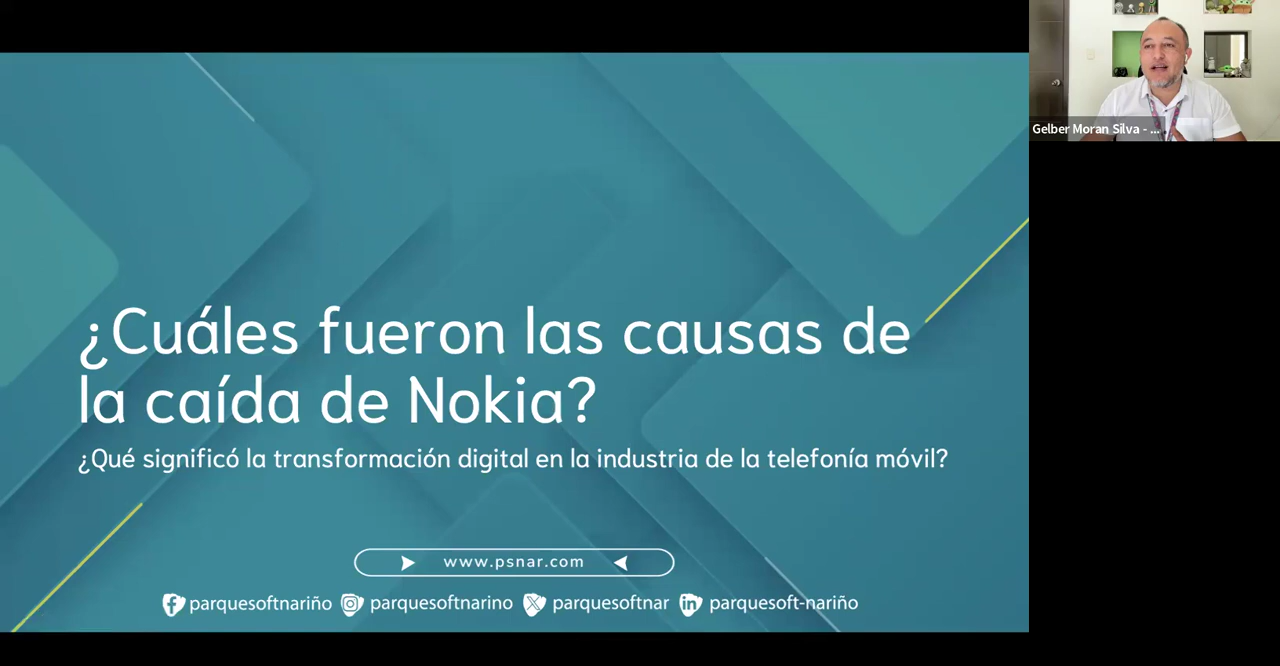 ¿Cuáles fueron las causas de
la caída de Nokia?
¿Qué significó la transformación digital en la industria de la telefonía móvil?
www.psnar.com
parquesoftnariño parquesoftnarino parquesoftnar parquesoft-nariño
Gelber Moran Silva - ...